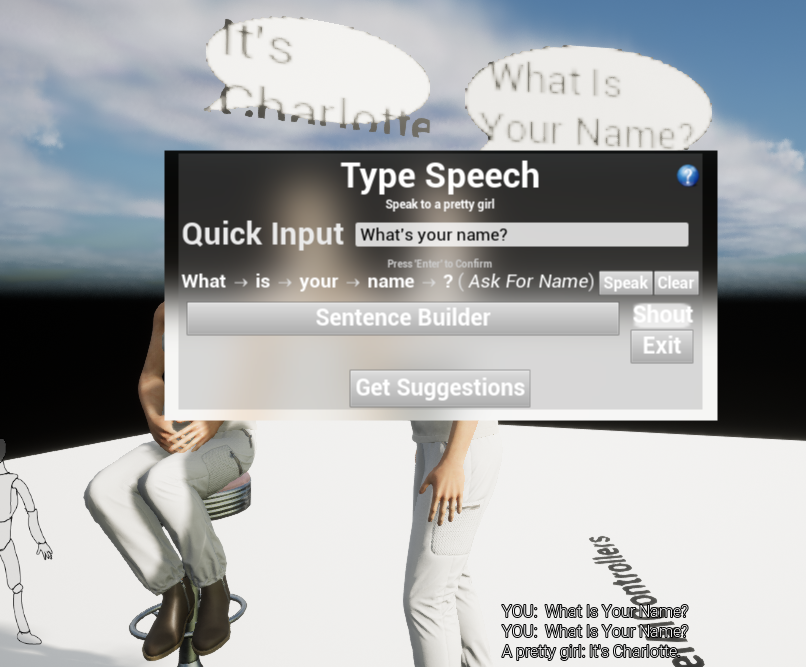 It's
Charlotte
What Is
Your Name?
Type Speech
?
Speak to a pretty girl
Quick Input What's your name?
Press 'Enter' to Confirm
What → is → your → name → ? ( Ask For Name) Speak Clear
Sentence Builder Shout
Exit
Get Suggestions
YOU: What Is Your Name?
YOU: What Is Your Name?
A pretty girl: It's Charlotte.